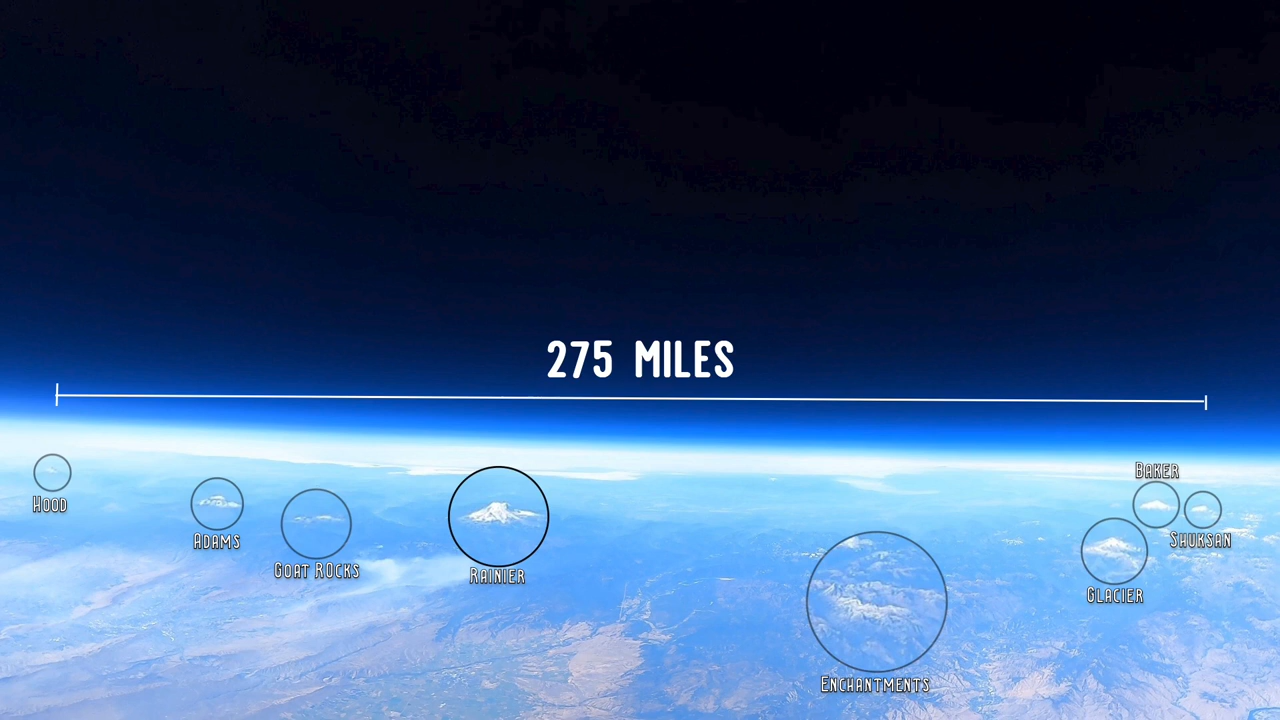 275 MILES
HOOD
ADAMS
GOAT ROCKS
RAINIER
ENCHANTMENTS
BAKER
SHUKSAN
GLACIER